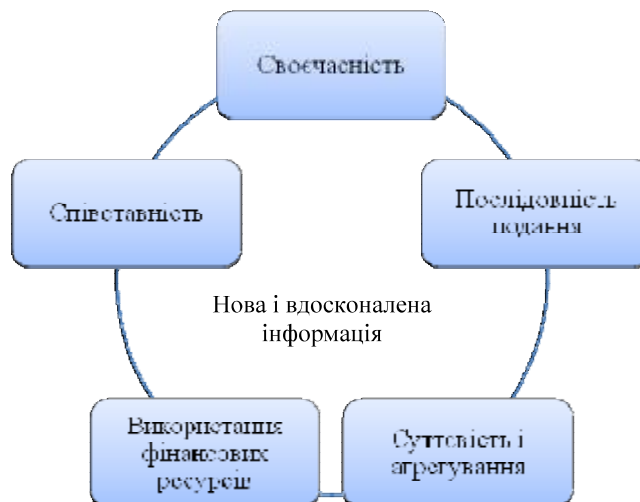 Своєчасність
Співставність
Послідовність
подання
Нова і вдосконалена
інформація
Використання
фінансових
ресурсів
Суттєвість і
агрегування